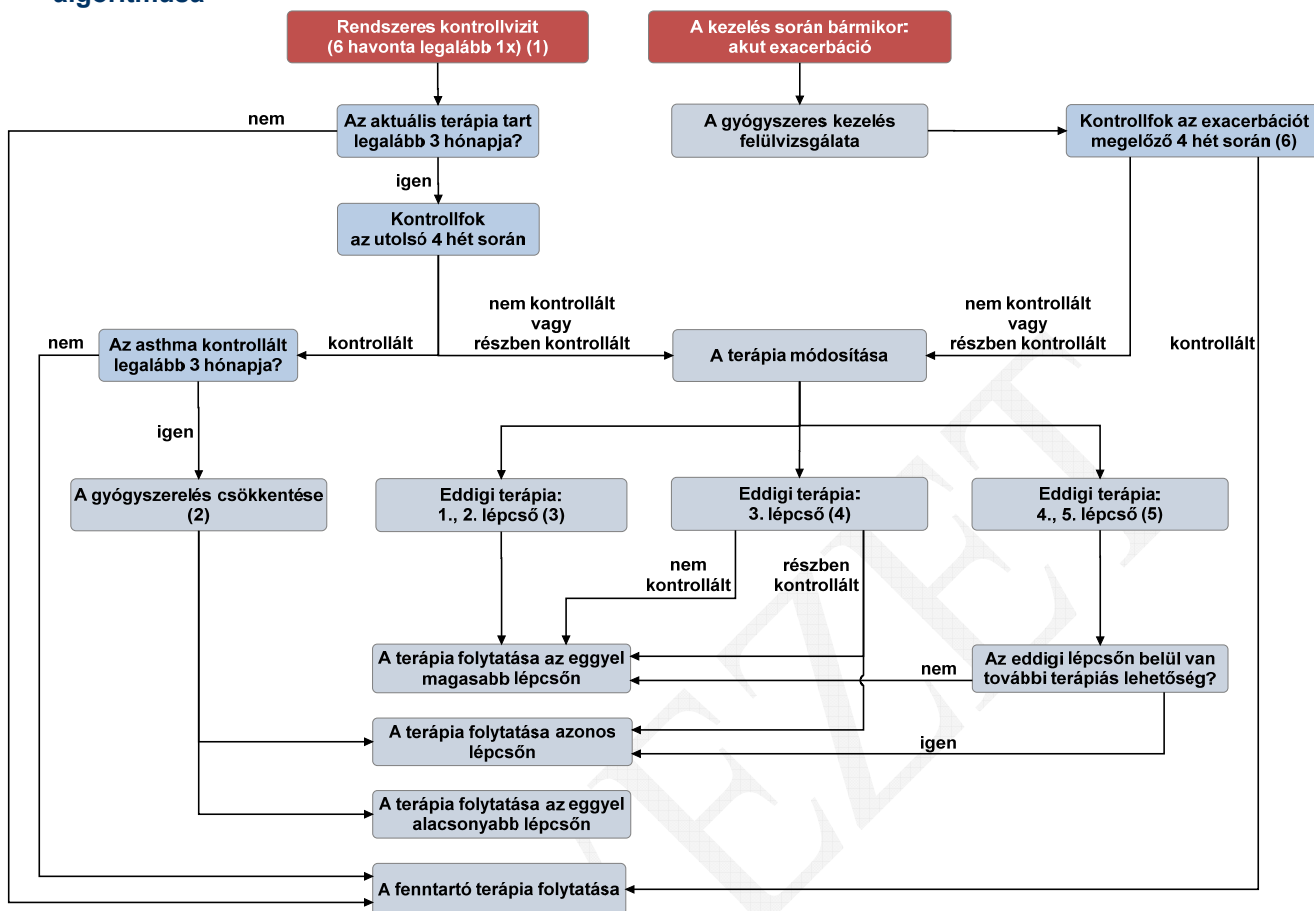 algoritmusa
Rendszeres kontrollvizit
(6 havonta legalább 1x) (1)
A kezelés során bármikor:
akut exacerbáció
nem
Az aktuális terápia tart
legalább 3 hónapja?
A gyógyszeres kezelés
felülvizsgálata
Kontrollfok az exacerbációt
megelőző 4 hét során (6)
igen
Kontrollfok
az utolsó 4 hét során
nem kontrollált
vagy
részben kontrollált
nem kontrollált
vagy
részben kontrollált
nem
Az asthma kontrollált
legalább 3 hónapja?
kontrollált
A terápia módosítása
kontrollált
igen
A gyógyszerelés csökkentése
(2)
Eddigi terápia:
1., 2. lépcső (3)
Eddigi terápia:
3. lépcső (4)
Eddigi terápia:
4., 5. lépcső (5)
nem
kontrollált
részben
kontrollált
A terápia folytatása az eggyel
magasabb lépcsőn
nem
Az eddigi lépcsőn belül van
további terápiás lehetőség?
A terápia folytatása azonos
lépcsőn
igen
A terápia folytatása az eggyel
alacsonyabb lépcsőn
A fenntartó terápia folytatása
VEZET